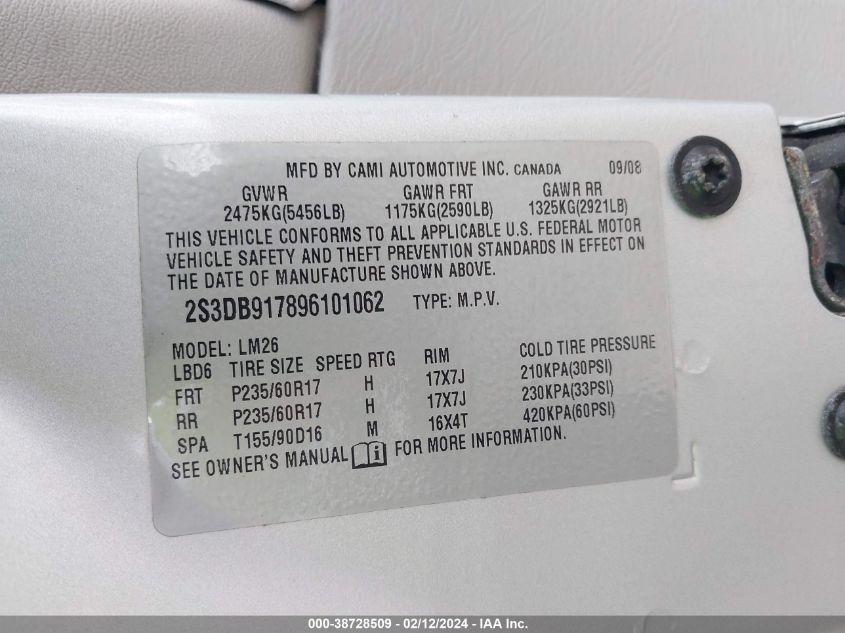 MFD BY CAMI AUTOMOTIVE INC. CANADA 09/08
GVWR GAWR FRT GAWR RR
2475KG(5456LB) 1175KG(2590LB) 1325KG(2921LB)
THIS VEHICLE CONFORMS TO ALL APPLICABLE U.S. FEDERAL MOTOR
VEHICLE SAFETY AND THEFT PREVENTION STANDARDS IN EFFECT ON
THE DATE OF MANUFACTURE SHOWN ABOVE.
2S3DB917896101062 TYPE: M.P.V.
MODEL: LM26
LBD6 TIRE SIZE SPEED RTG RIM COLD TIRE PRESSURE
FRT P235/60R17 H 17X7J 210KPA(30PSI)
RR P235/60R17 H 17X7J 230KPA(33PSI)
SPA T155/90D16 M 16X4T 420KPA(60PSI)
SEE OWNER'S MANUAL i FOR MORE INFORMATION.
000-38728509 - 02/12/2024 - IAA Inc.